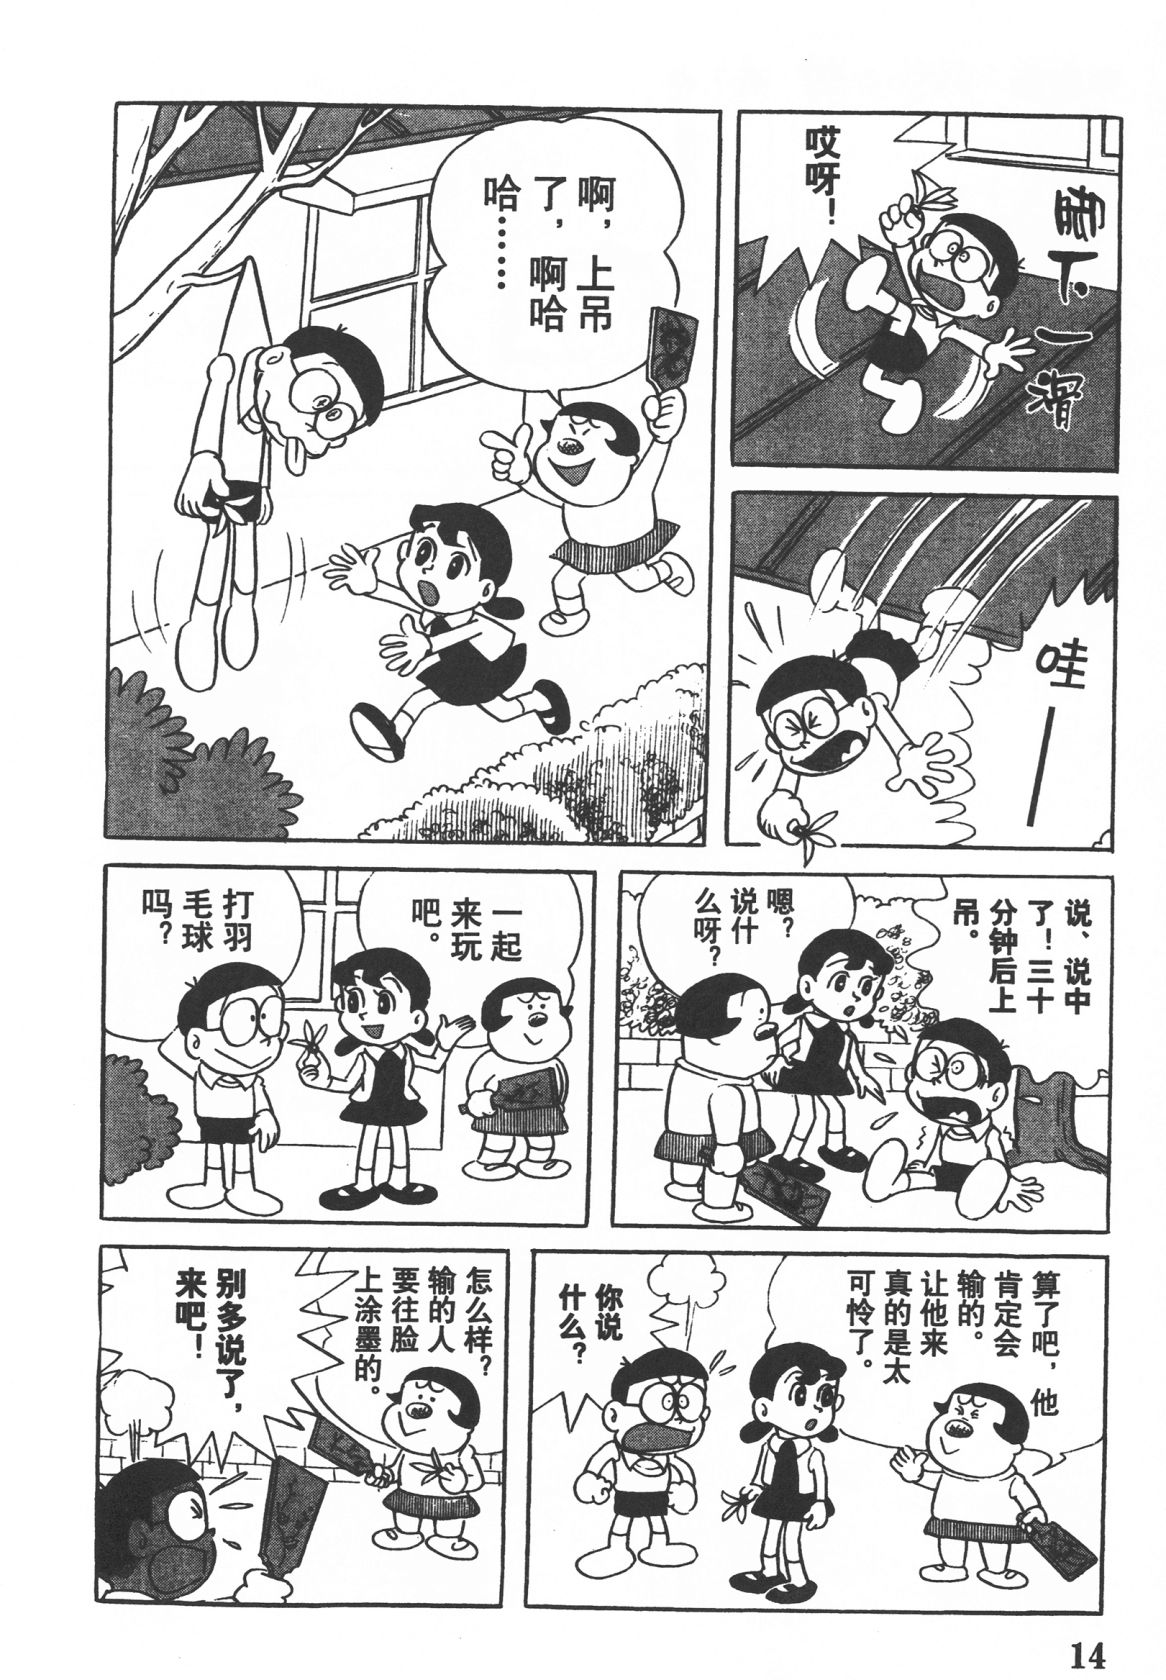 哎呀！
一滑
哇——
啊，上吊
了，啊哈
哈……
说、说中
了！三十
分钟后上
吊。
嗯？
说什
么呀？
一起
来玩
吧。
打羽
毛球
吗？
算了吧，他
肯定会
输的。
让他来
真的是太
可怜了。
你说
什么？
怎么样？
输的人
要往脸
上涂墨的。
别多说了，
来吧！
14